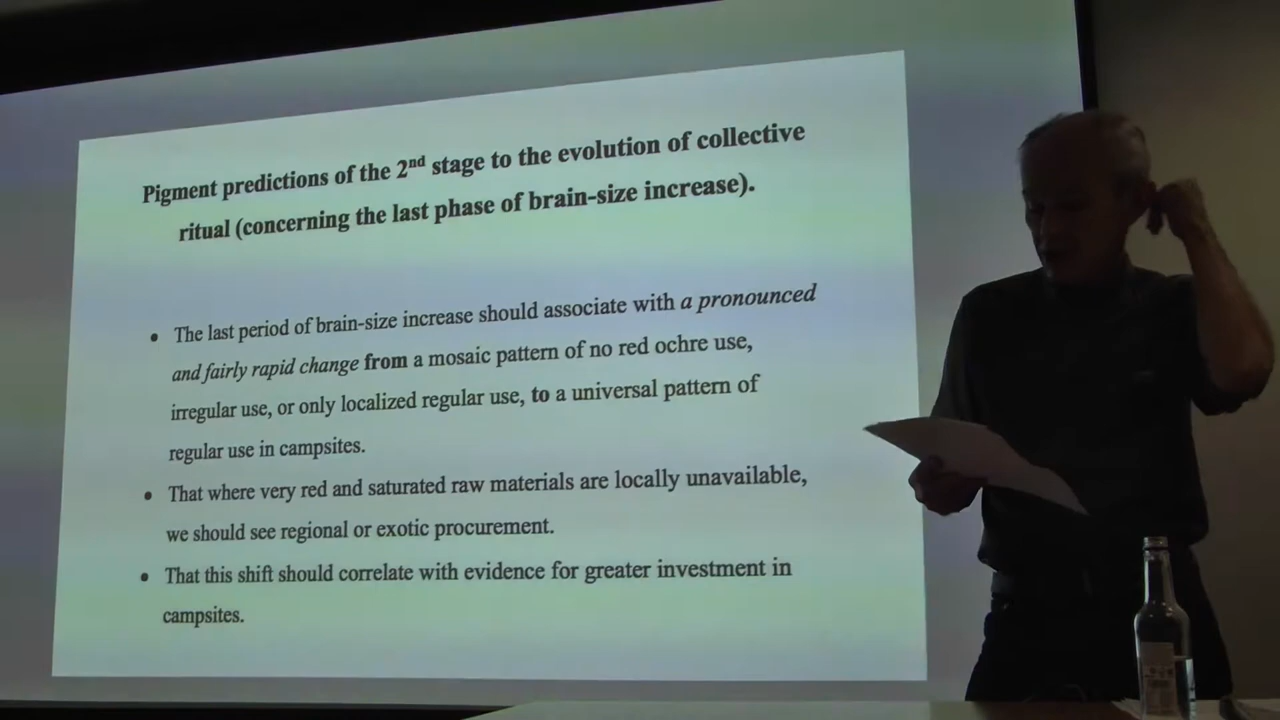 Pigment predictions of the 2nd stage to the evolution of collective
ritual (concerning the last phase of brain-size increase).
• The last period of brain-size increase should associate with a pronounced
and fairly rapid change from a mosaic pattern of no red ochre use,
irregular use, or only localized regular use, to a universal pattern of
regular use in campsites.
• That where very red and saturated raw materials are locally unavailable,
we should see regional or exotic procurement.
• That this shift should correlate with evidence for greater investment in
campsites.